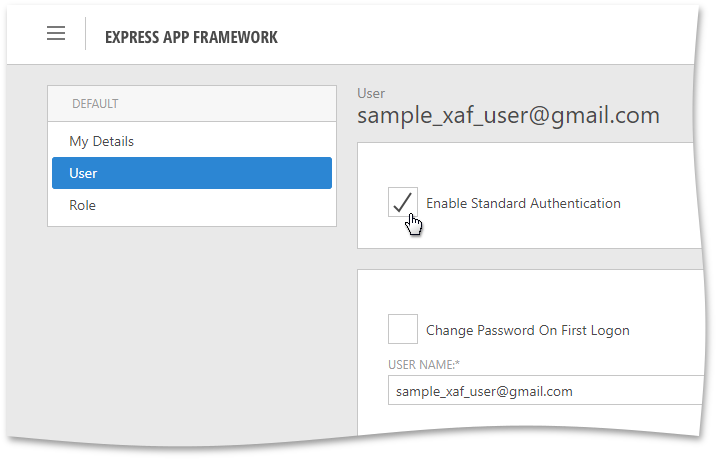 EXPRESS APP FRAMEWORK
DEFAULT
My Details
User
Role
User
sample_xaf_user@gmail.com
Enable Standard Authentication
Change Password On First Logon
USER NAME:*
sample_xaf_user@gmail.com